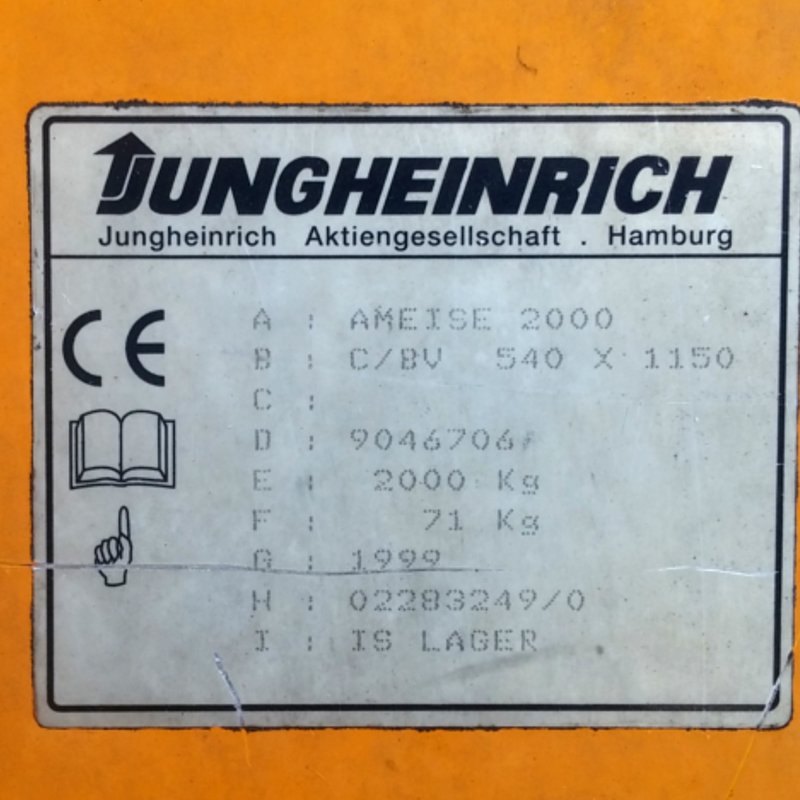 JUNGHEINRICH
Jungheinrich Aktiengesellschaft . Hamburg
CE
A : AMEISE 2000
B : C/BV 540 X 1150
C :
D : 9046706
E : 2000 Kg
F : 71 Kg
G : 1999
H : 02283249/0
I : IS LAGER